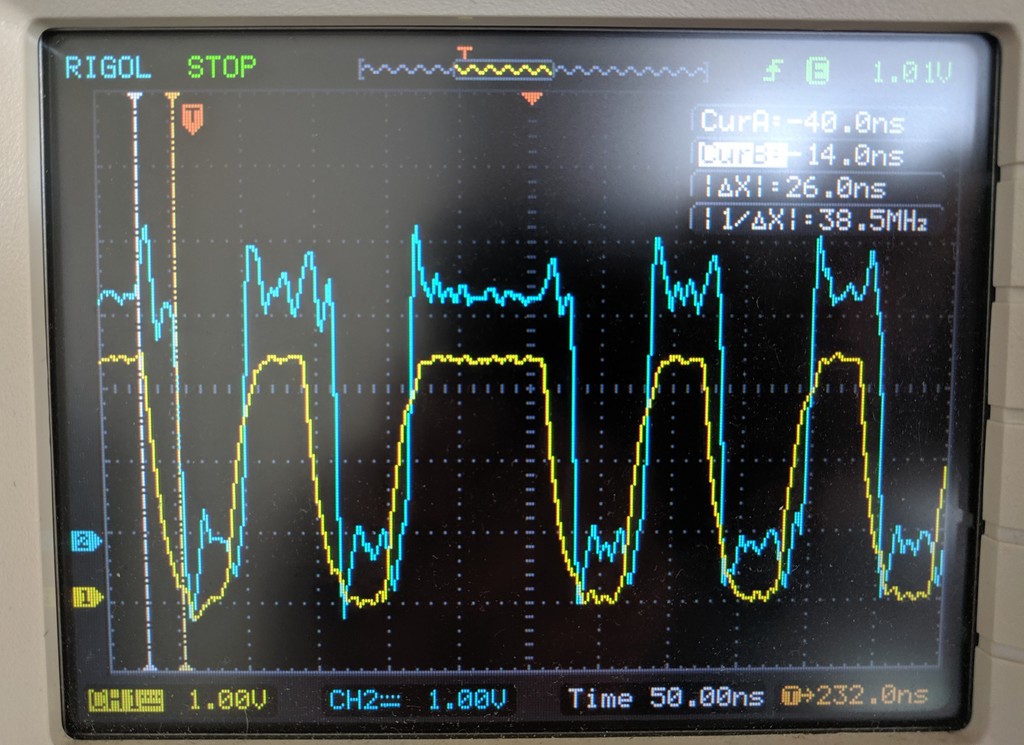 RIGOL STOP T E 1.01V
T
CurA:-40.0ns
CurB:-14.0ns
|ΔX|:26.0ns
|1/ΔX|:38.5MHz
2
1
CH1 1.00V CH2 1.00V Time 50.00ns T→232.0ns